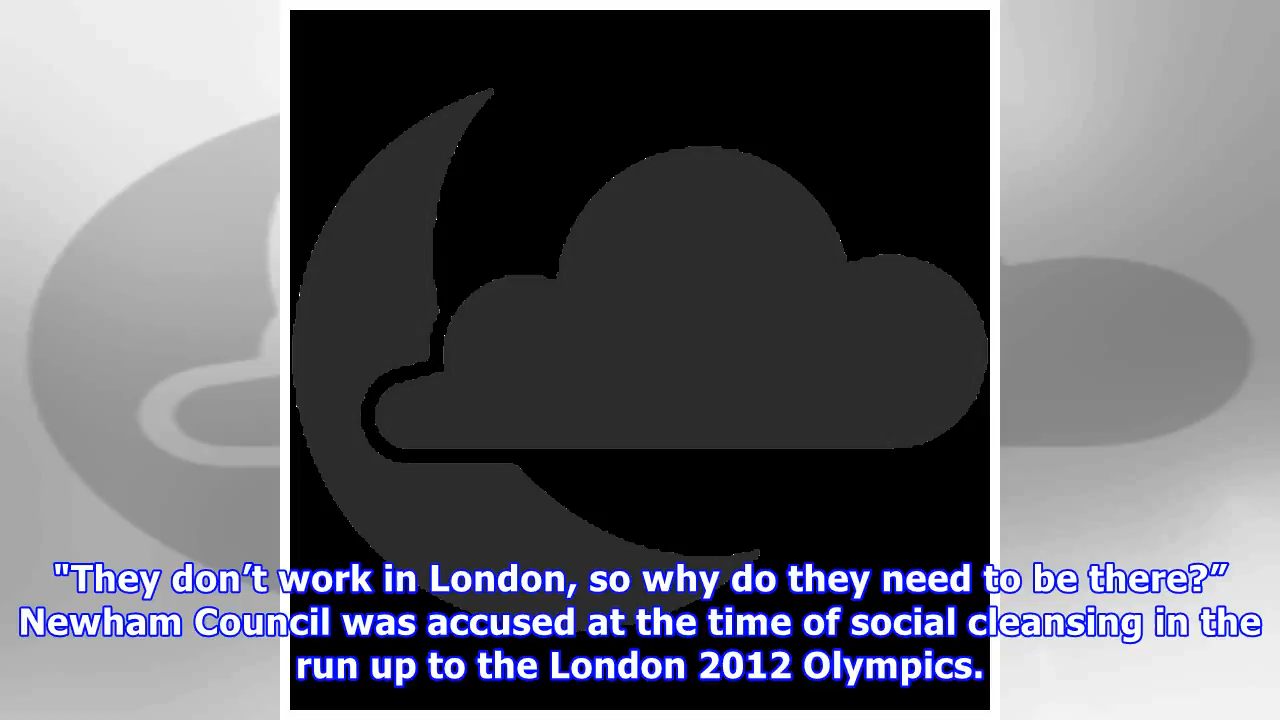 "They don’t work in London, so why do they need to be there?”
Newham Council was accused at the time of social cleansing in the
run up to the London 2012 Olympics.